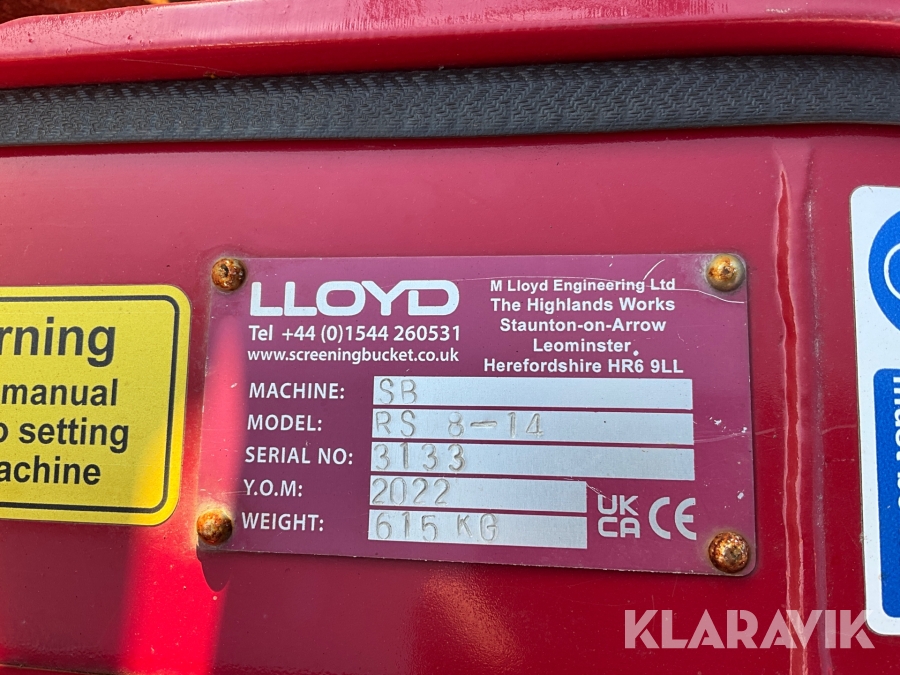 rning
manual
o setting
achine
LLOYD
Tel +44 (0)1544 260531
www.screeningbucket.co.uk
M Lloyd Engineering Ltd
The Highlands Works
Staunton-on-Arrow
Leominster,
Herefordshire HR6 9LL
MACHINE: SB
MODEL: RS 8-14
SERIAL NO: 3133
Y.O.M: 2022
WEIGHT: 615 KG
UK
CA
CE
KLARAVIK